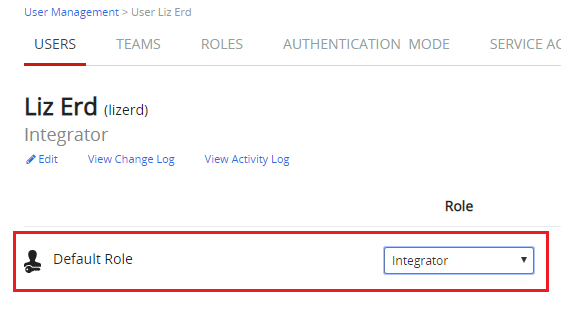 User Management > User Liz Erd
USERS TEAMS ROLES AUTHENTICATION MODE SERVICE AC
Liz Erd (lizerd)
Integrator
Edit View Change Log View Activity Log
Role
Default Role Integrator